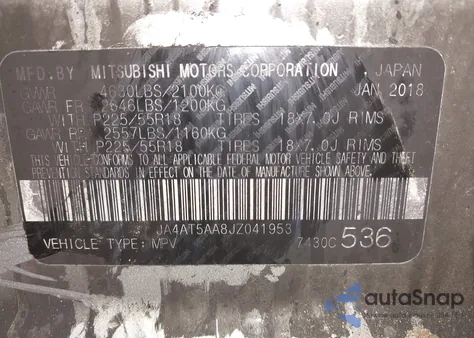 MFD.BY MITSUBISHI MOTORS CORPORATION JAPAN
GVWR 4630LBS/2100KG JAN 2018
GAWR FR 2646LBS/1200KG
WITH P225/55R18 TIRES 18X7.0J RIMS
GAWR RR 2557LBS/1160KG
WITH P225/55R18 TIRES 18X7.0J RIMS
THIS VEHICLE CONFORMS TO ALL APPLICABLE FEDERAL MOTOR VEHICLE SAFETY AND THEFT
PREVENTION STANDARDS IN EFFECT ON THE DATE OF MANUFACTURE SHOWN ABOVE.
JA4AT5AA8JZ041953
VEHICLE TYPE: MPV 7430C 536
autoSnap